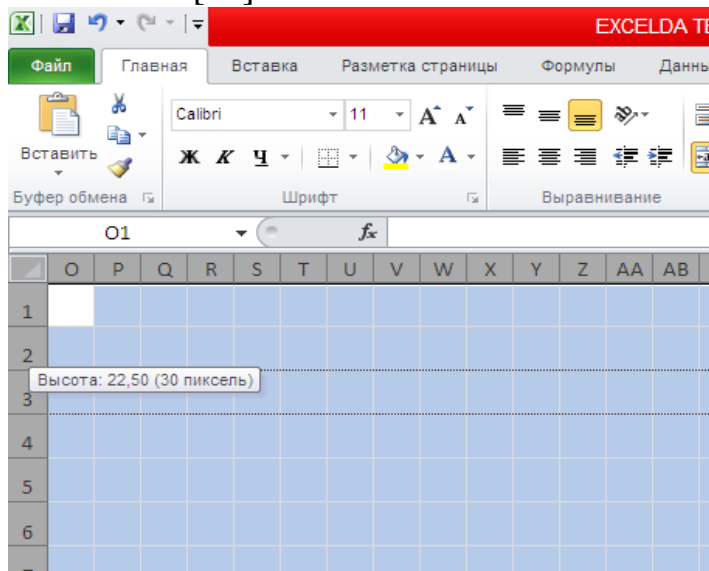 EXCELDA TE
Файл Главная Вставка Разметка страницы Формулы Данны
Вставить
Calibri 11 A A
Ж К Ч A
Буфер обмена Шрифт Выравнивание
O1 fx
O P Q R S T U V W X Y Z AA AB
1
2
Высота: 22,50 (30 пиксель)
3
4
5
6